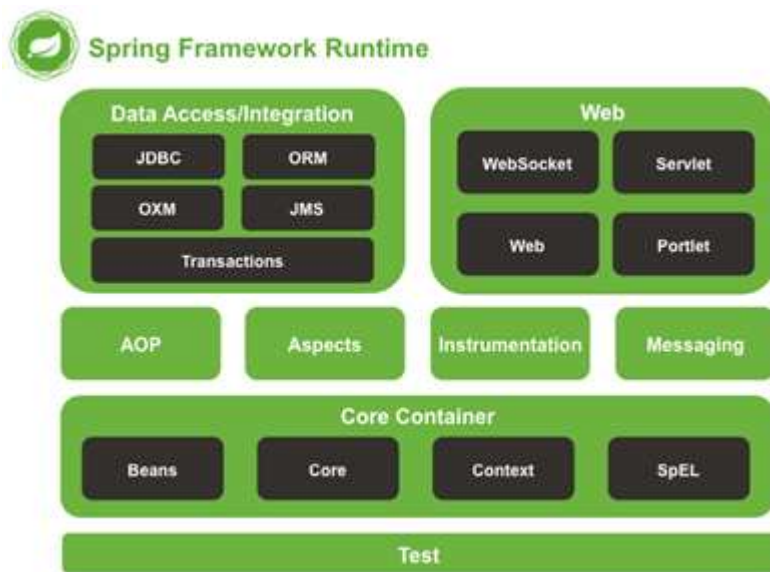 Spring Framework Runtime
Data Access/Integration
Web
JDBC
ORM
WebSocket
Servlet
OXM
JMS
Web
Portlet
Transactions
AOP
Aspects
Instrumentation
Messaging
Core Container
Beans
Core
Context
SpEL
Test